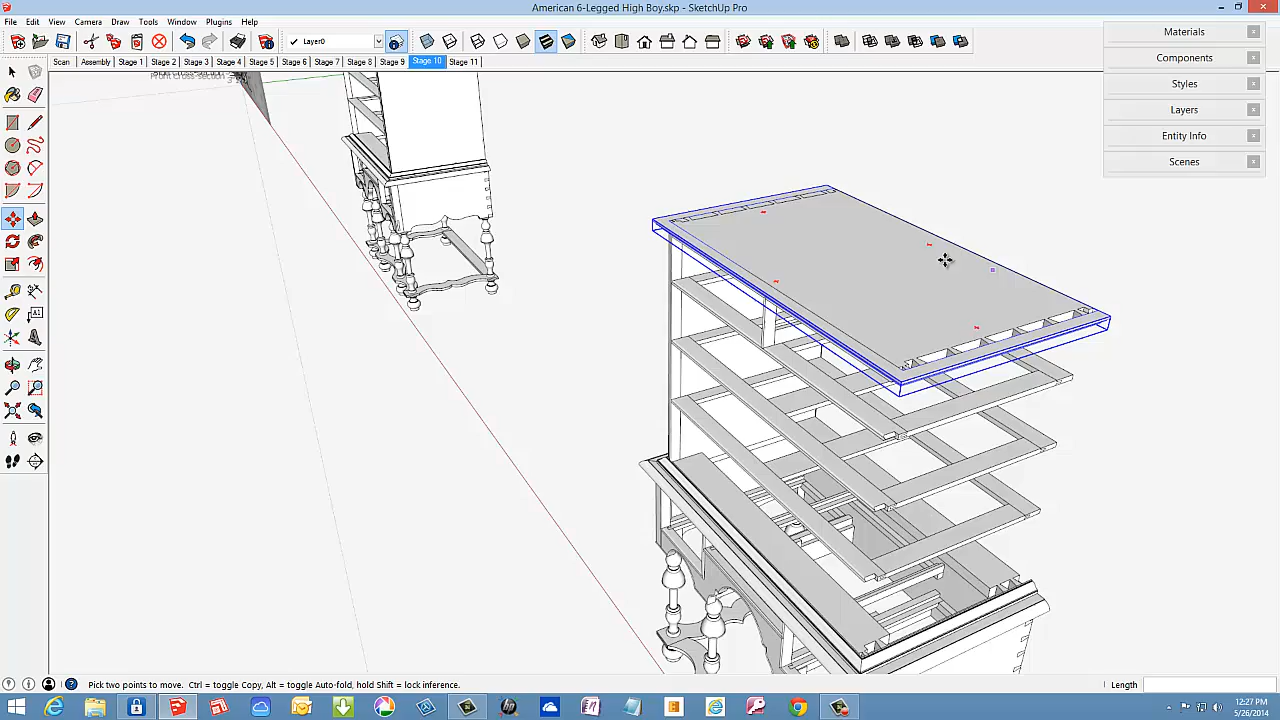 American 6-Legged High Boy.skp - SketchUp Pro
File Edit View Camera Draw Tools Window Plugins Help
Layer0
Materials
Components
Styles
Layers
Entity Info
Scenes
Scan Assembly Stage 1 Stage 2 Stage 3 Stage 4 Stage 5 Stage 6 Stage 7 Stage 8 Stage 9 Stage 10 Stage 11
Pick two points to move. Ctrl = toggle Copy, Alt = toggle Auto-fold, hold Shift = lock inference.
Length
12:27 PM
5/26/2014